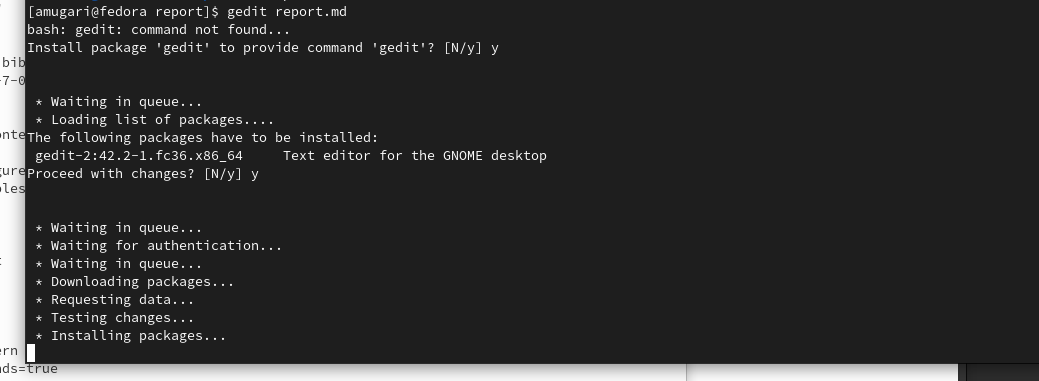 [amugari@fedora report]$ gedit report.md
bash: gedit: command not found...
Install package 'gedit' to provide command 'gedit'? [N/y] y
bib
-7-0
* Waiting in queue...
* Loading list of packages....
onte
The following packages have to be installed:
gedit-2:42.2-1.fc36.x86_64 Text editor for the GNOME desktop
gure
Proceed with changes? [N/y] y
bles
* Waiting in queue...
* Waiting for authentication...
* Waiting in queue...
* Downloading packages...
* Requesting data...
* Testing changes...
* Installing packages...
ern
nds=true